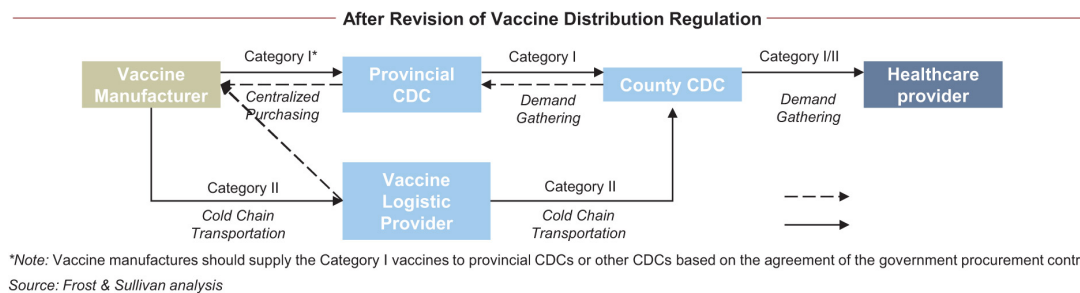 After Revision of Vaccine Distribution Regulation
Category I*
Category I
Category I/II
Vaccine
Manufacturer
Provincial
CDC
County CDC
Healthcare
provider
Centralized
Purchasing
Demand
Gathering
Demand
Gathering
Category II
Cold Chain
Transportation
Vaccine
Logistic
Provider
Category II
Cold Chain
Transportation
*Note: Vaccine manufactures should supply the Category I vaccines to provincial CDCs or other CDCs based on the agreement of the government procurement contr
Source: Frost & Sullivan analysis